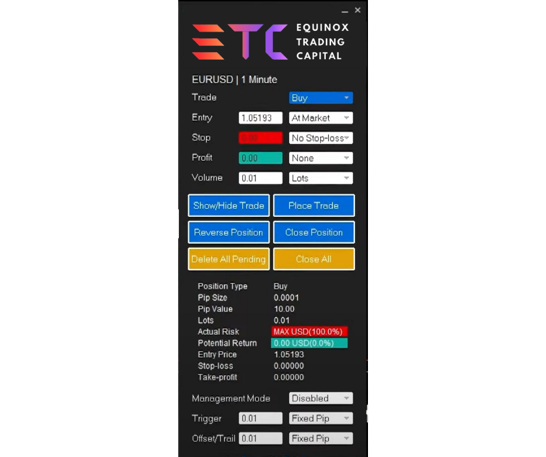 ETC EQUINOX
TRADING
CAPITAL
EURUSD | 1 Minute
Trade Buy
Entry 1.05193 At Market
Stop No Stop-loss
Profit 0.00 None
Volume 0.01 Lots
Show/Hide Trade Place Trade
Reverse Position Close Position
Delete All Pending Close All
Position Type Buy
Pip Size 0.0001
Pip Value 10.00
Lots 0.01
Actual Risk MAX USD(100.0%)
Potential Return 0.00 USD(0.0%)
Entry Price 1.05193
Stop-loss 0.00000
Take-profit 0.00000
Management Mode Disabled
Trigger 0.01 Fixed Pip
Offset/Trail 0.01 Fixed Pip